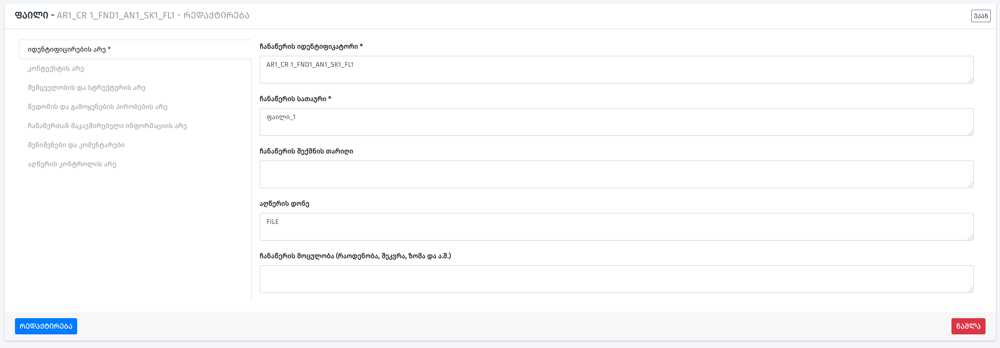 ფაილი - AR1_CR 1_FND1_AN1_SK1_FL1 - რედაქტირება
უკან
იდენტიფიცირების არე *
კონტექსტის არე
შემცველობის და სტრუქტურის არე
წვდომის და გამოყენების პირობების არე
ჩანაწერთან მაკავშირებელი ინფორმაციის არე
შენიშვნები და კომენტარები
აღწერის კონტროლის არე
ჩანაწერის იდენტიფიკატორი *
AR1_CR 1_FND1_AN1_SK1_FL1
ჩანაწერის სათაური *
ფაილი_1
ჩანაწერის შექმნის თარიღი
აღწერის დონე
FILE
ჩანაწერის მოცულობა (რაოდენობა, შეკვრა, ზომა და ა.შ.)
რედაქტირება
წაშლა